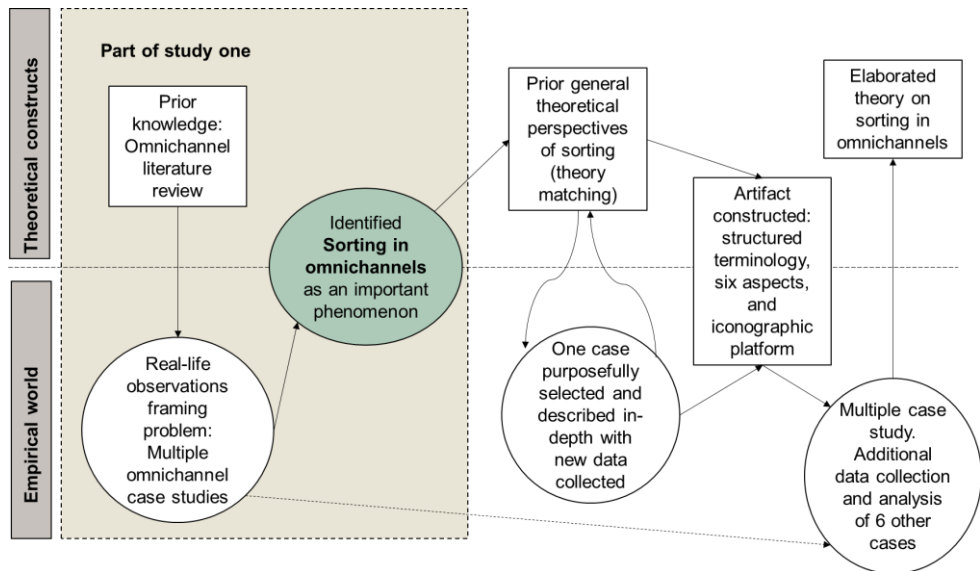 Theoretical constructs
Empirical world
Part of study one
Prior
knowledge:
Omnichannel
literature
review
Identified
Sorting in
omnichannels
as an important
phenomenon
Real-life
observations
framing
problem:
Multiple
omnichannel
case studies
Prior general
theoretical
perspectives
of sorting
(theory
matching)
One case
purposefully
selected and
described in-
depth with
new data
collected
Artifact
constructed:
structured
terminology,
six aspects,
and
iconographic
platform
Elaborated
theory on
sorting in
omnichannels
Multiple case
study.
Additional
data collection
and analysis
of 6 other
cases